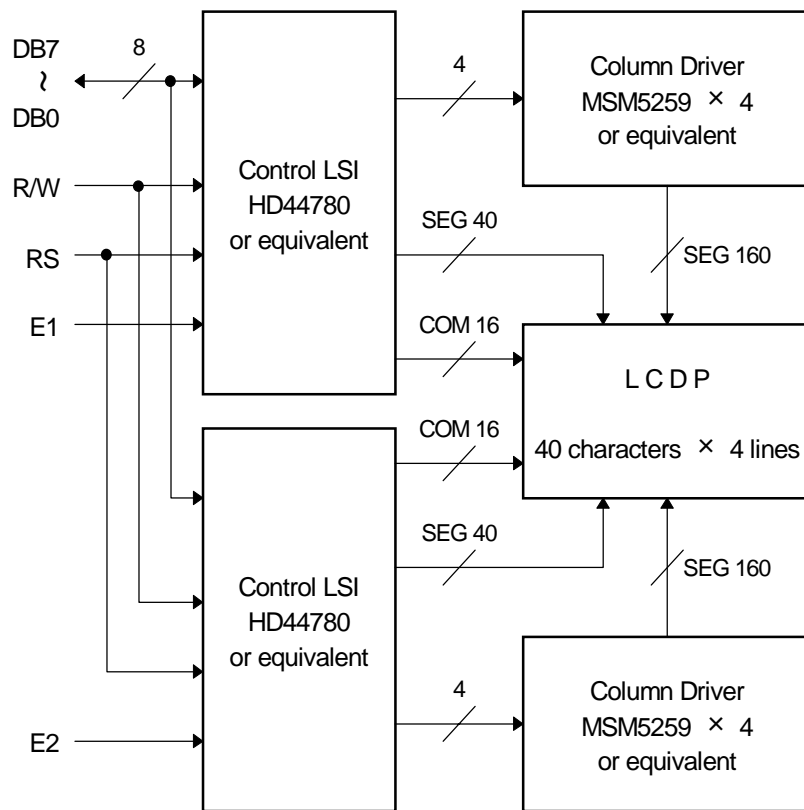 DB7
~
DB0
8
R/W
RS
E1
Control LSI
HD44780
or equivalent
4
Column Driver
MSM5259 × 4
or equivalent
SEG 40
SEG 160
COM 16
L C D P
40 characters × 4 lines
COM 16
SEG 40
SEG 160
Control LSI
HD44780
or equivalent
E2
4
Column Driver
MSM5259 × 4
or equivalent